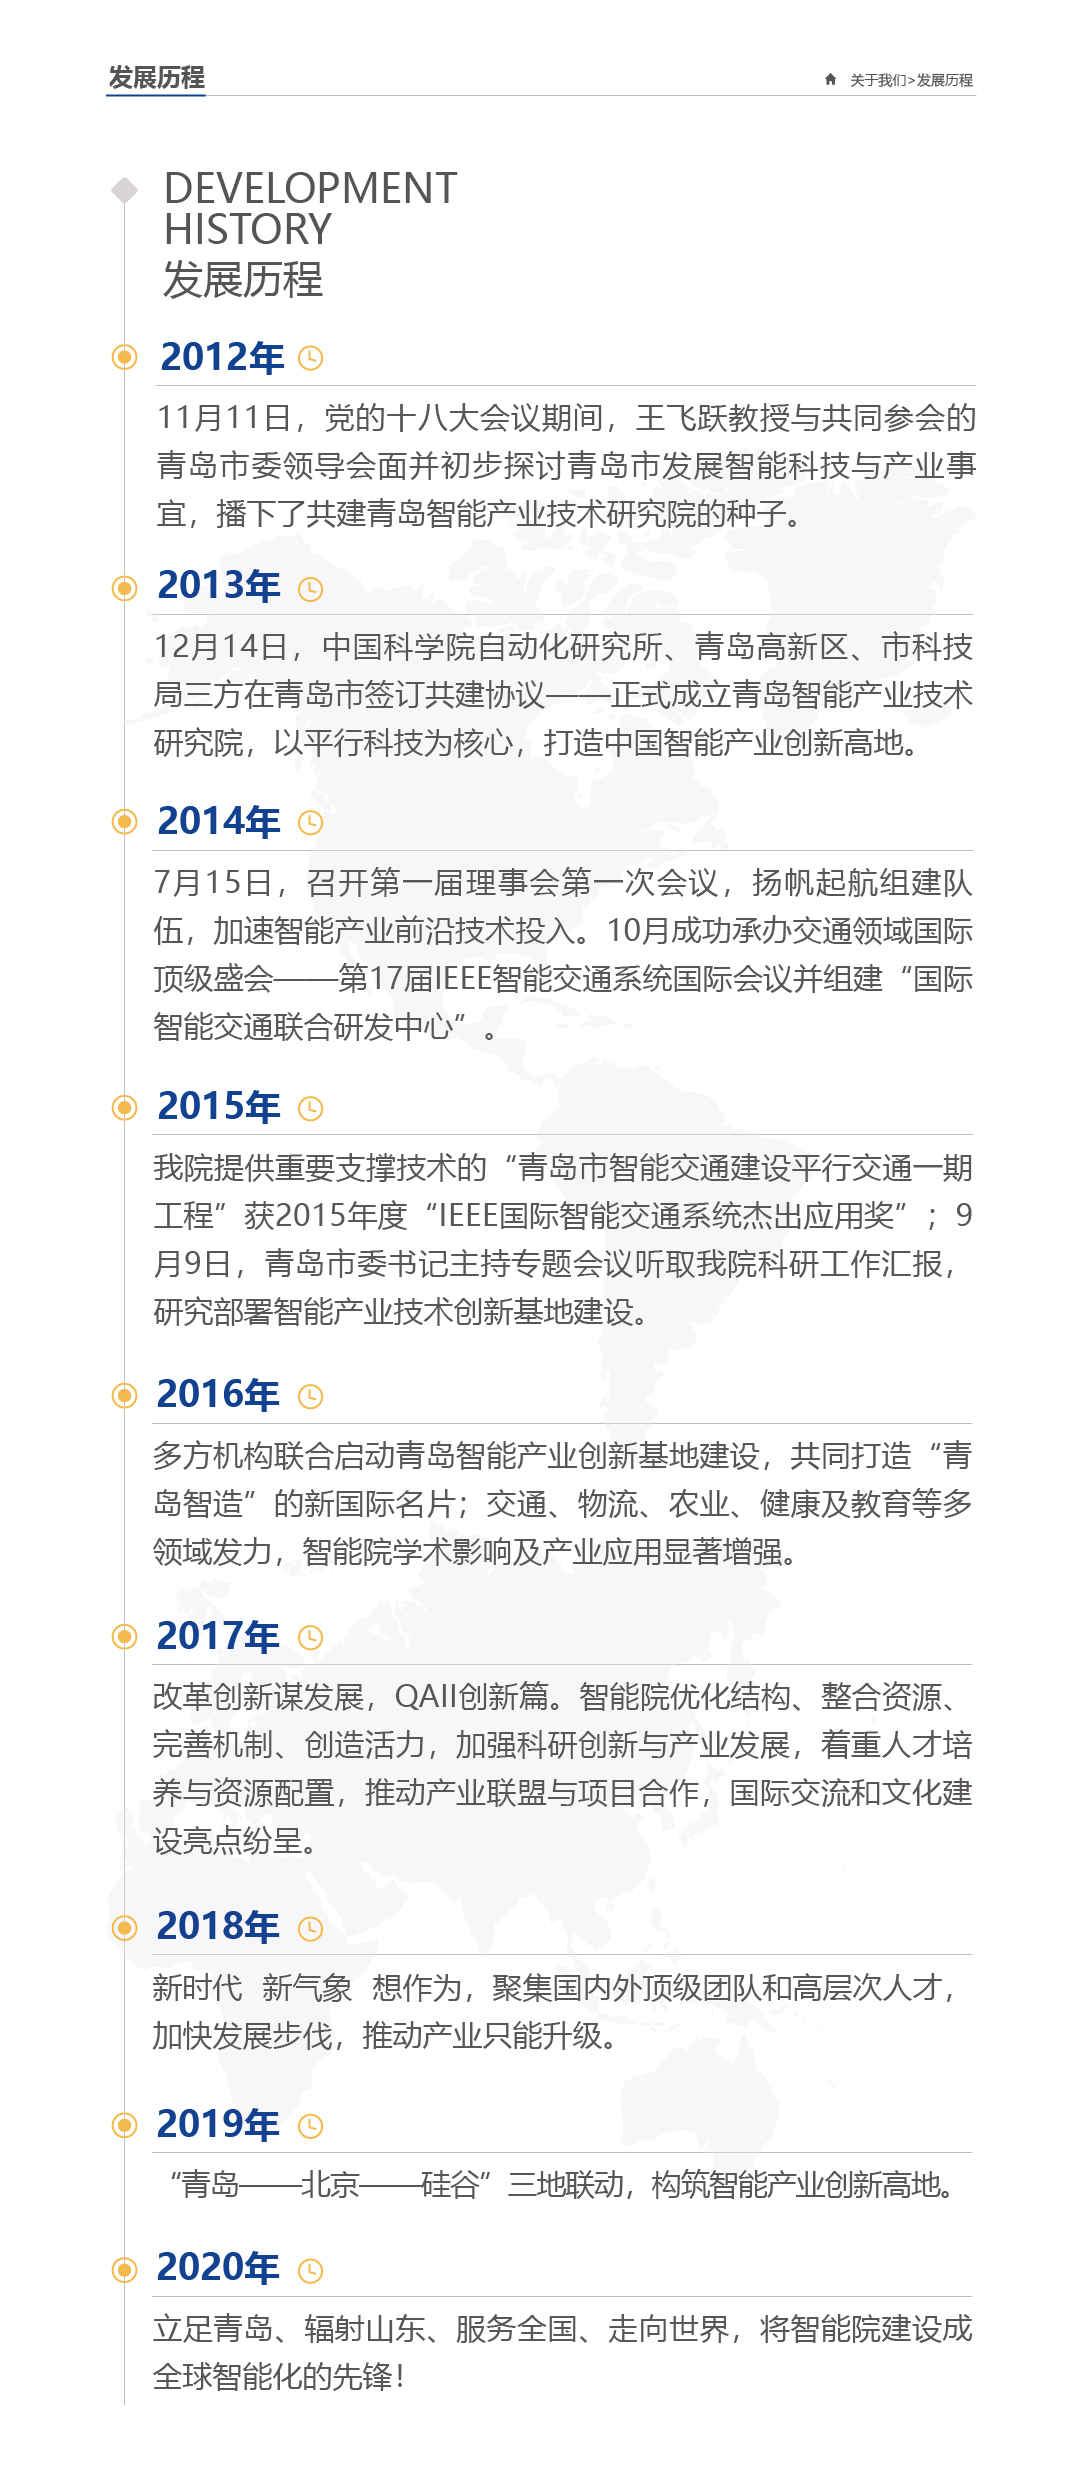 发展历程
关于我们>发展历程
DEVELOPMENT
HISTORY
发展历程
2012年
11月11日，党的十八大会议期间，王飞跃教授与共同参会的
青岛市委领导会面并初步探讨青岛市发展智能科技与产业事
宜，播下了共建青岛智能产业技术研究院的种子。
2013年
12月14日，中国科学院自动化研究所、青岛高新区、市科技
局三方在青岛市签订共建协议——正式成立青岛智能产业技术
研究院，以平行科技为核心，打造中国智能产业创新高地。
2014年
7月15日，召开第一届理事会第一次会议，扬帆起航组建队
伍，加速智能产业前沿技术投入。10月成功承办交通领域国际
顶级盛会——第17届IEEE智能交通系统国际会议并组建“国际
智能交通联合研发中心”。
2015年
我院提供重要支撑技术的“青岛市智能交通建设平行交通一期
工程”获2015年度“IEEE国际智能交通系统杰出应用奖”；9
月9日，青岛市委书记主持专题会议听取我院科研工作汇报，
研究部署智能产业技术创新基地建设。
2016年
多方机构联合启动青岛智能产业创新基地建设，共同打造“青
岛智造”的新国际名片；交通、物流、农业、健康及教育等多
领域发力，智能院学术影响及产业应用显著增强。
2017年
改革创新谋发展，QAII创新篇。智能院优化结构、整合资源、
完善机制、创造活力，加强科研创新与产业发展，着重人才培
养与资源配置，推动产业联盟与项目合作，国际交流和文化建
设亮点纷呈。
2018年
新时代 新气象 想作为，聚集国内外顶级团队和高层次人才，
加快发展步伐，推动产业只能升级。
2019年
“青岛——北京——硅谷”三地联动，构筑智能产业创新高地。
2020年
立足青岛、辐射山东、服务全国、走向世界，将智能院建设成
全球智能化的先锋！